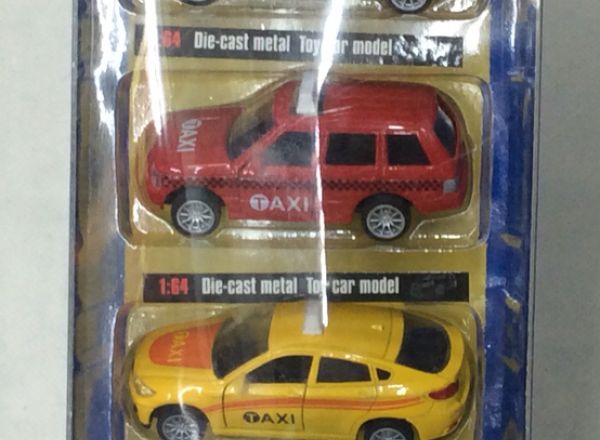 :64 Die-cast metal Toy car model
TAXI
TAXI
1:64 Die-cast metal Toy car model
TAXI
TAXI